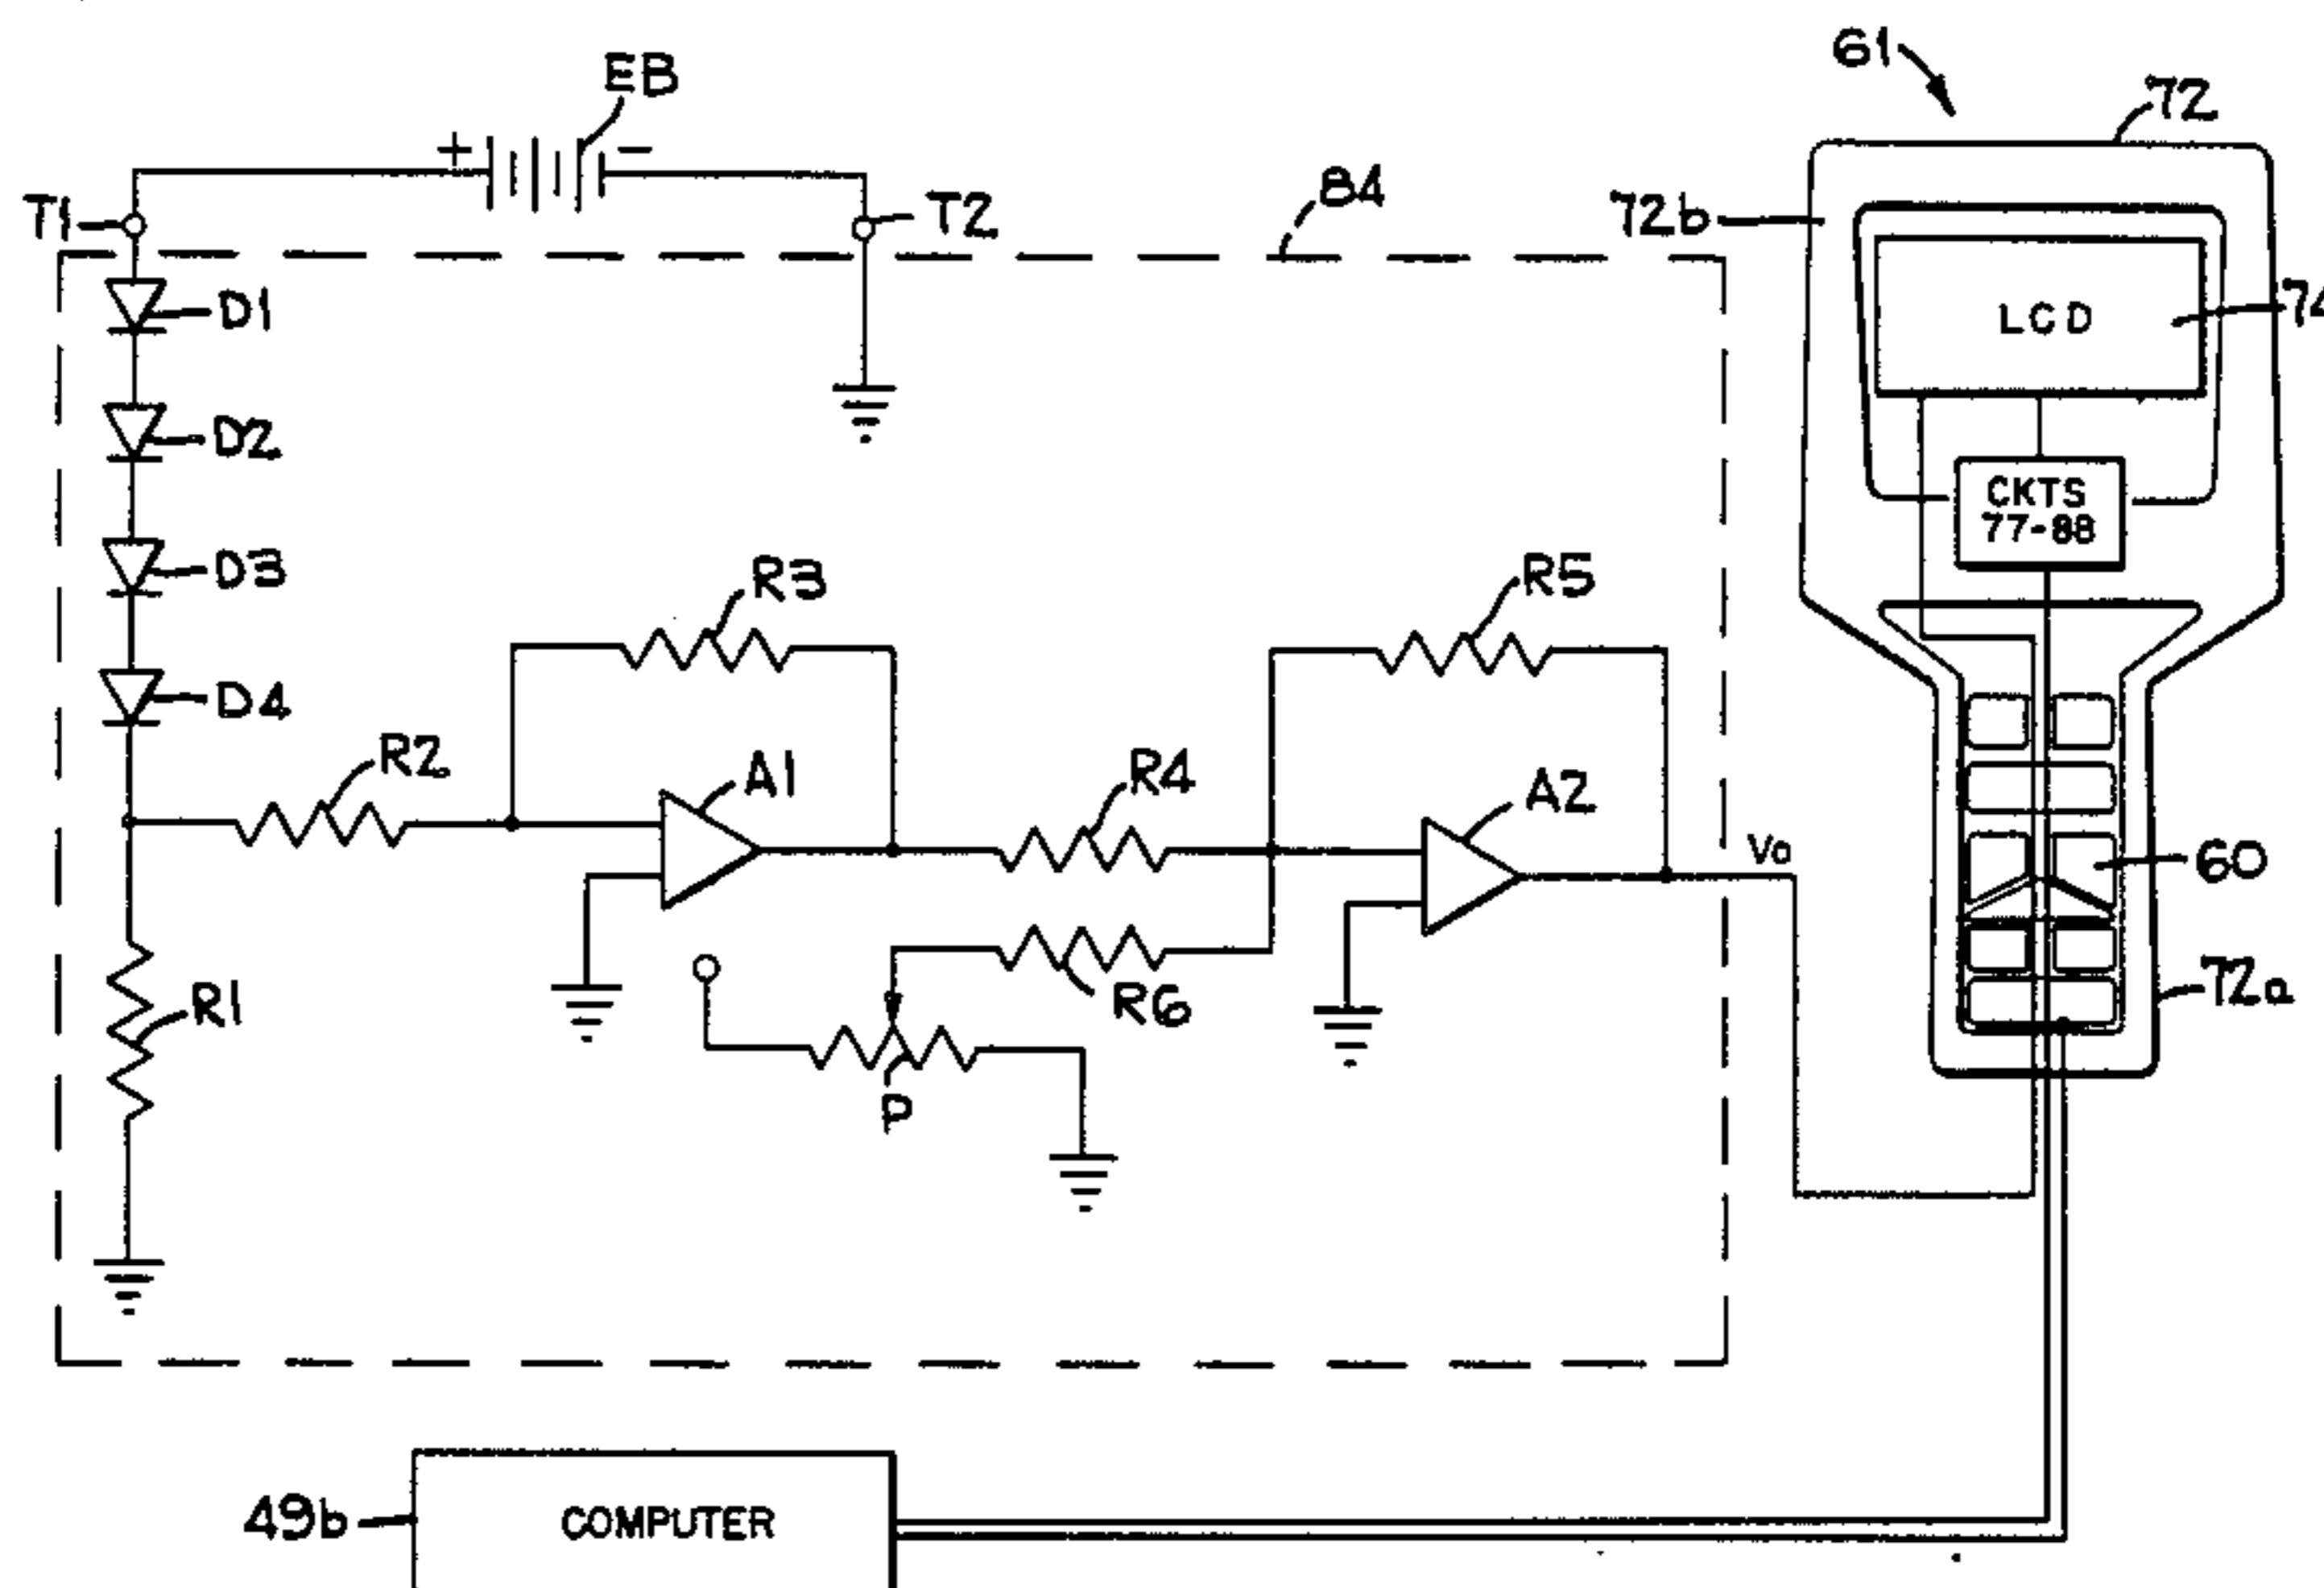 EB
61
72
+
−
T1
T2
84
72b
D1
LCD
74
D2
CKTS
77-88
D3
R3
R5
D4
R2
A1
R4
A2
Vo
60
R1
R6
72a
P
49b
COMPUTER